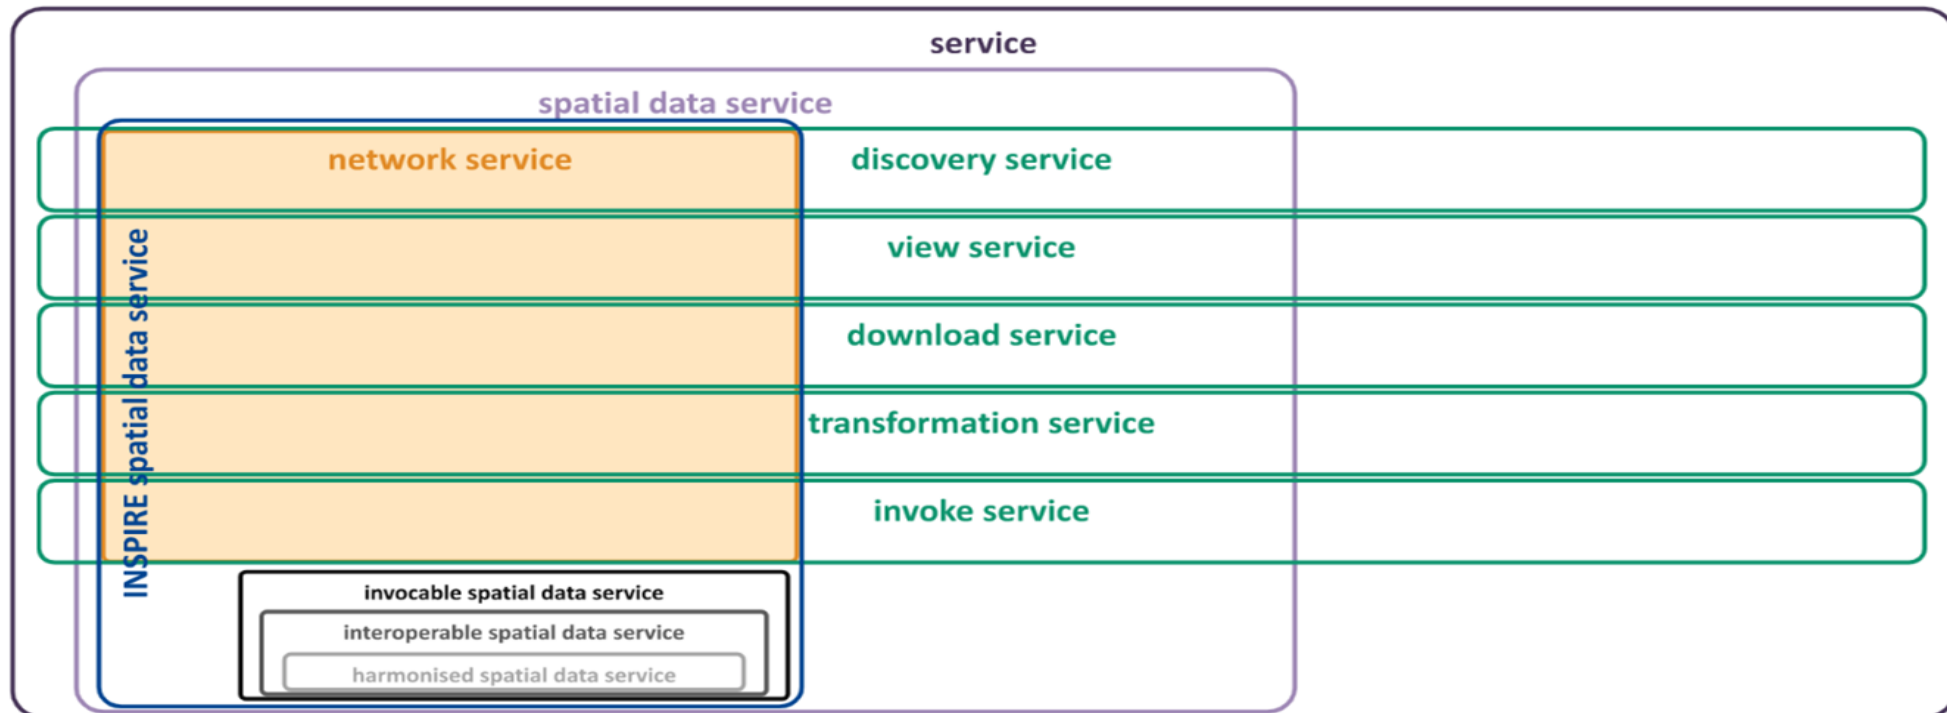 service
spatial data service
network service
discovery service
view service
download service
transformation service
invoke service
INSPIRE spatial data service
invocable spatial data service
interoperable spatial data service
harmonised spatial data service